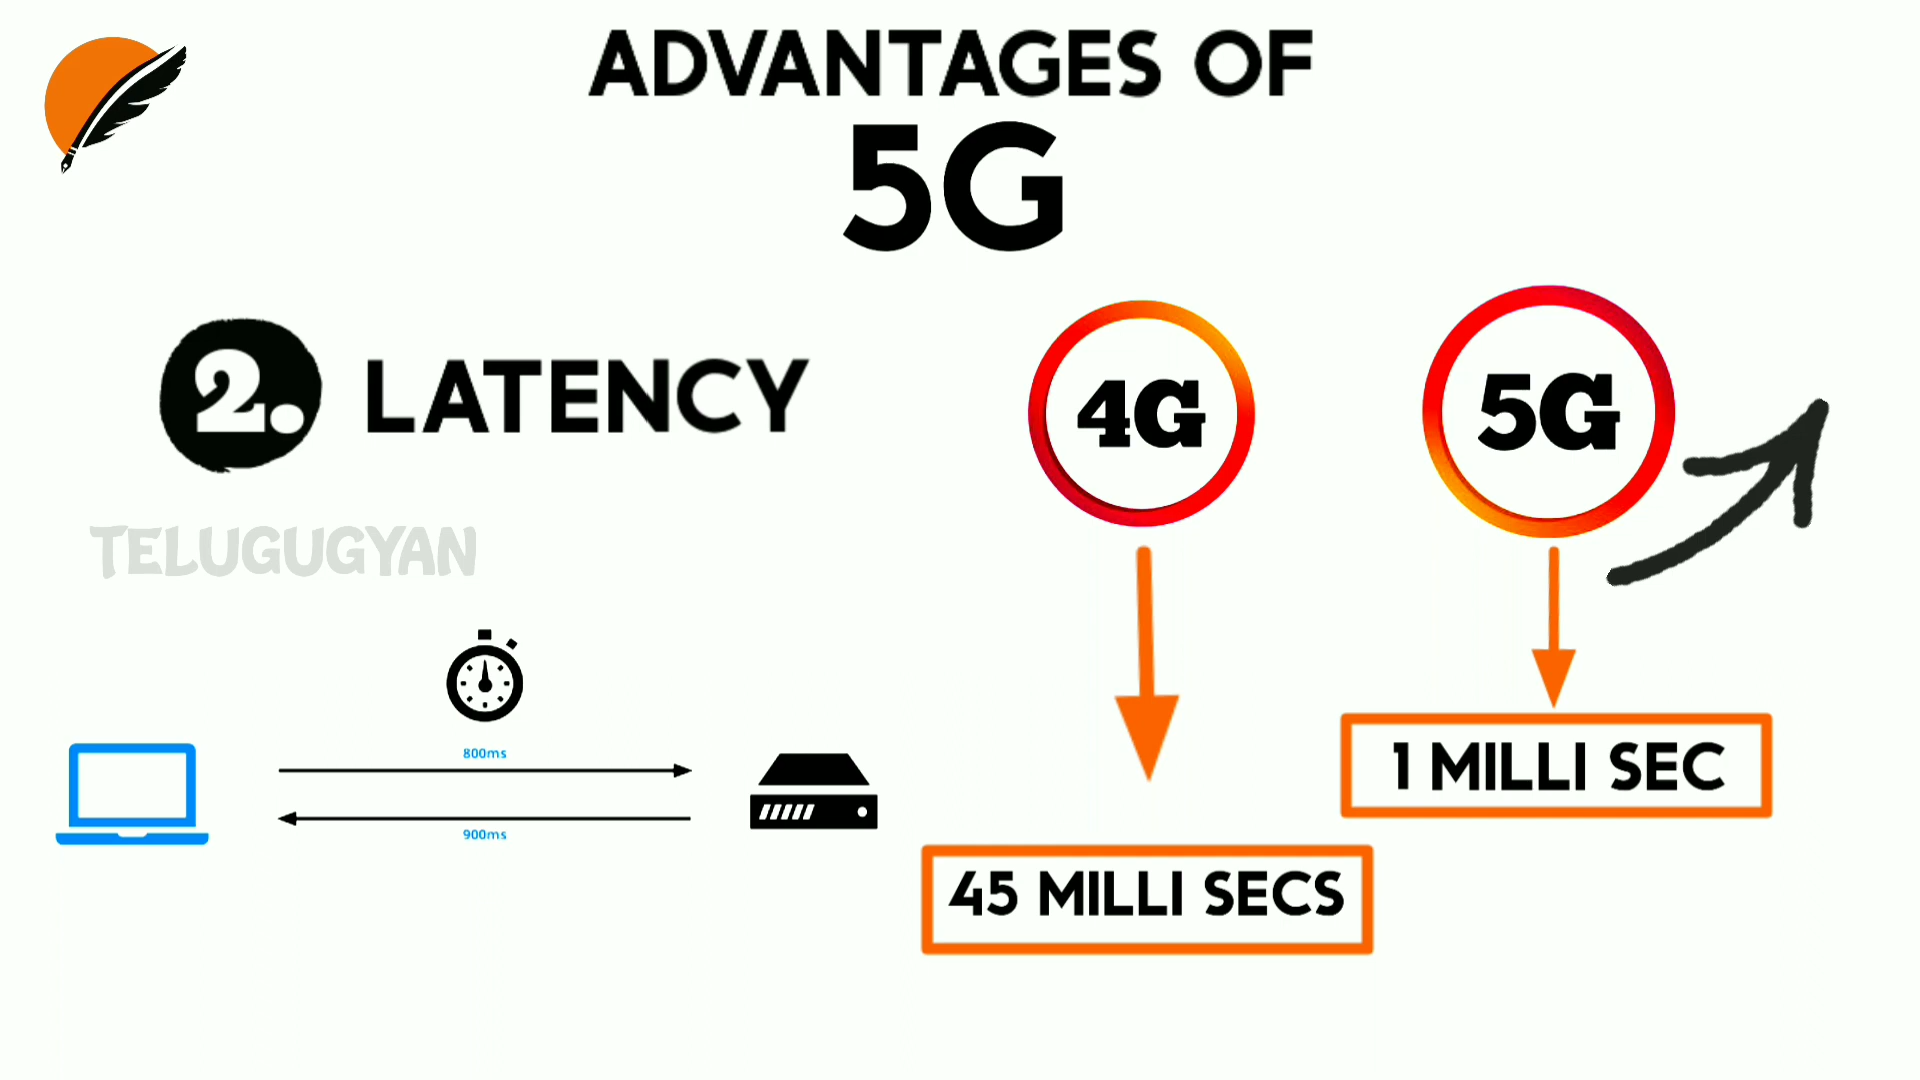 ADVANTAGES OF
5G
2. LATENCY
4G
5G
TELUGUGYAN
800ms
900ms
1 MILLI SEC
45 MILLI SECS